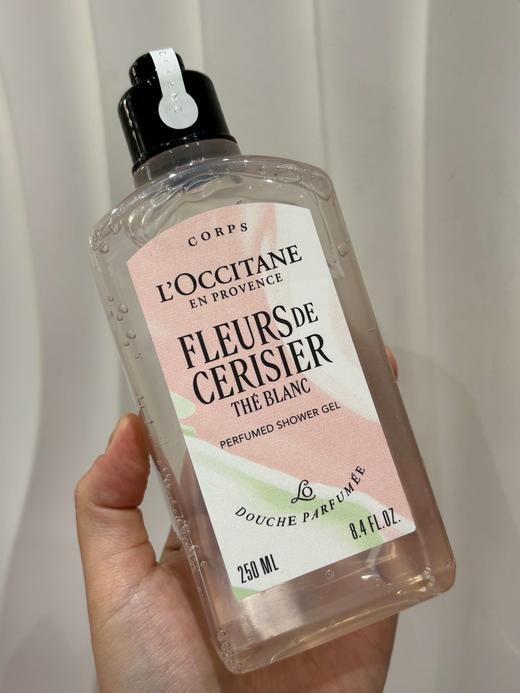 CORPS
L'OCCITANE
EN PROVENCE
FLEURS DE
CERISIER
THÉ BLANC
PERFUMED SHOWER GEL
LO
DOUCHE PARFUMÉE
250 ML
8.4 FL.OZ.